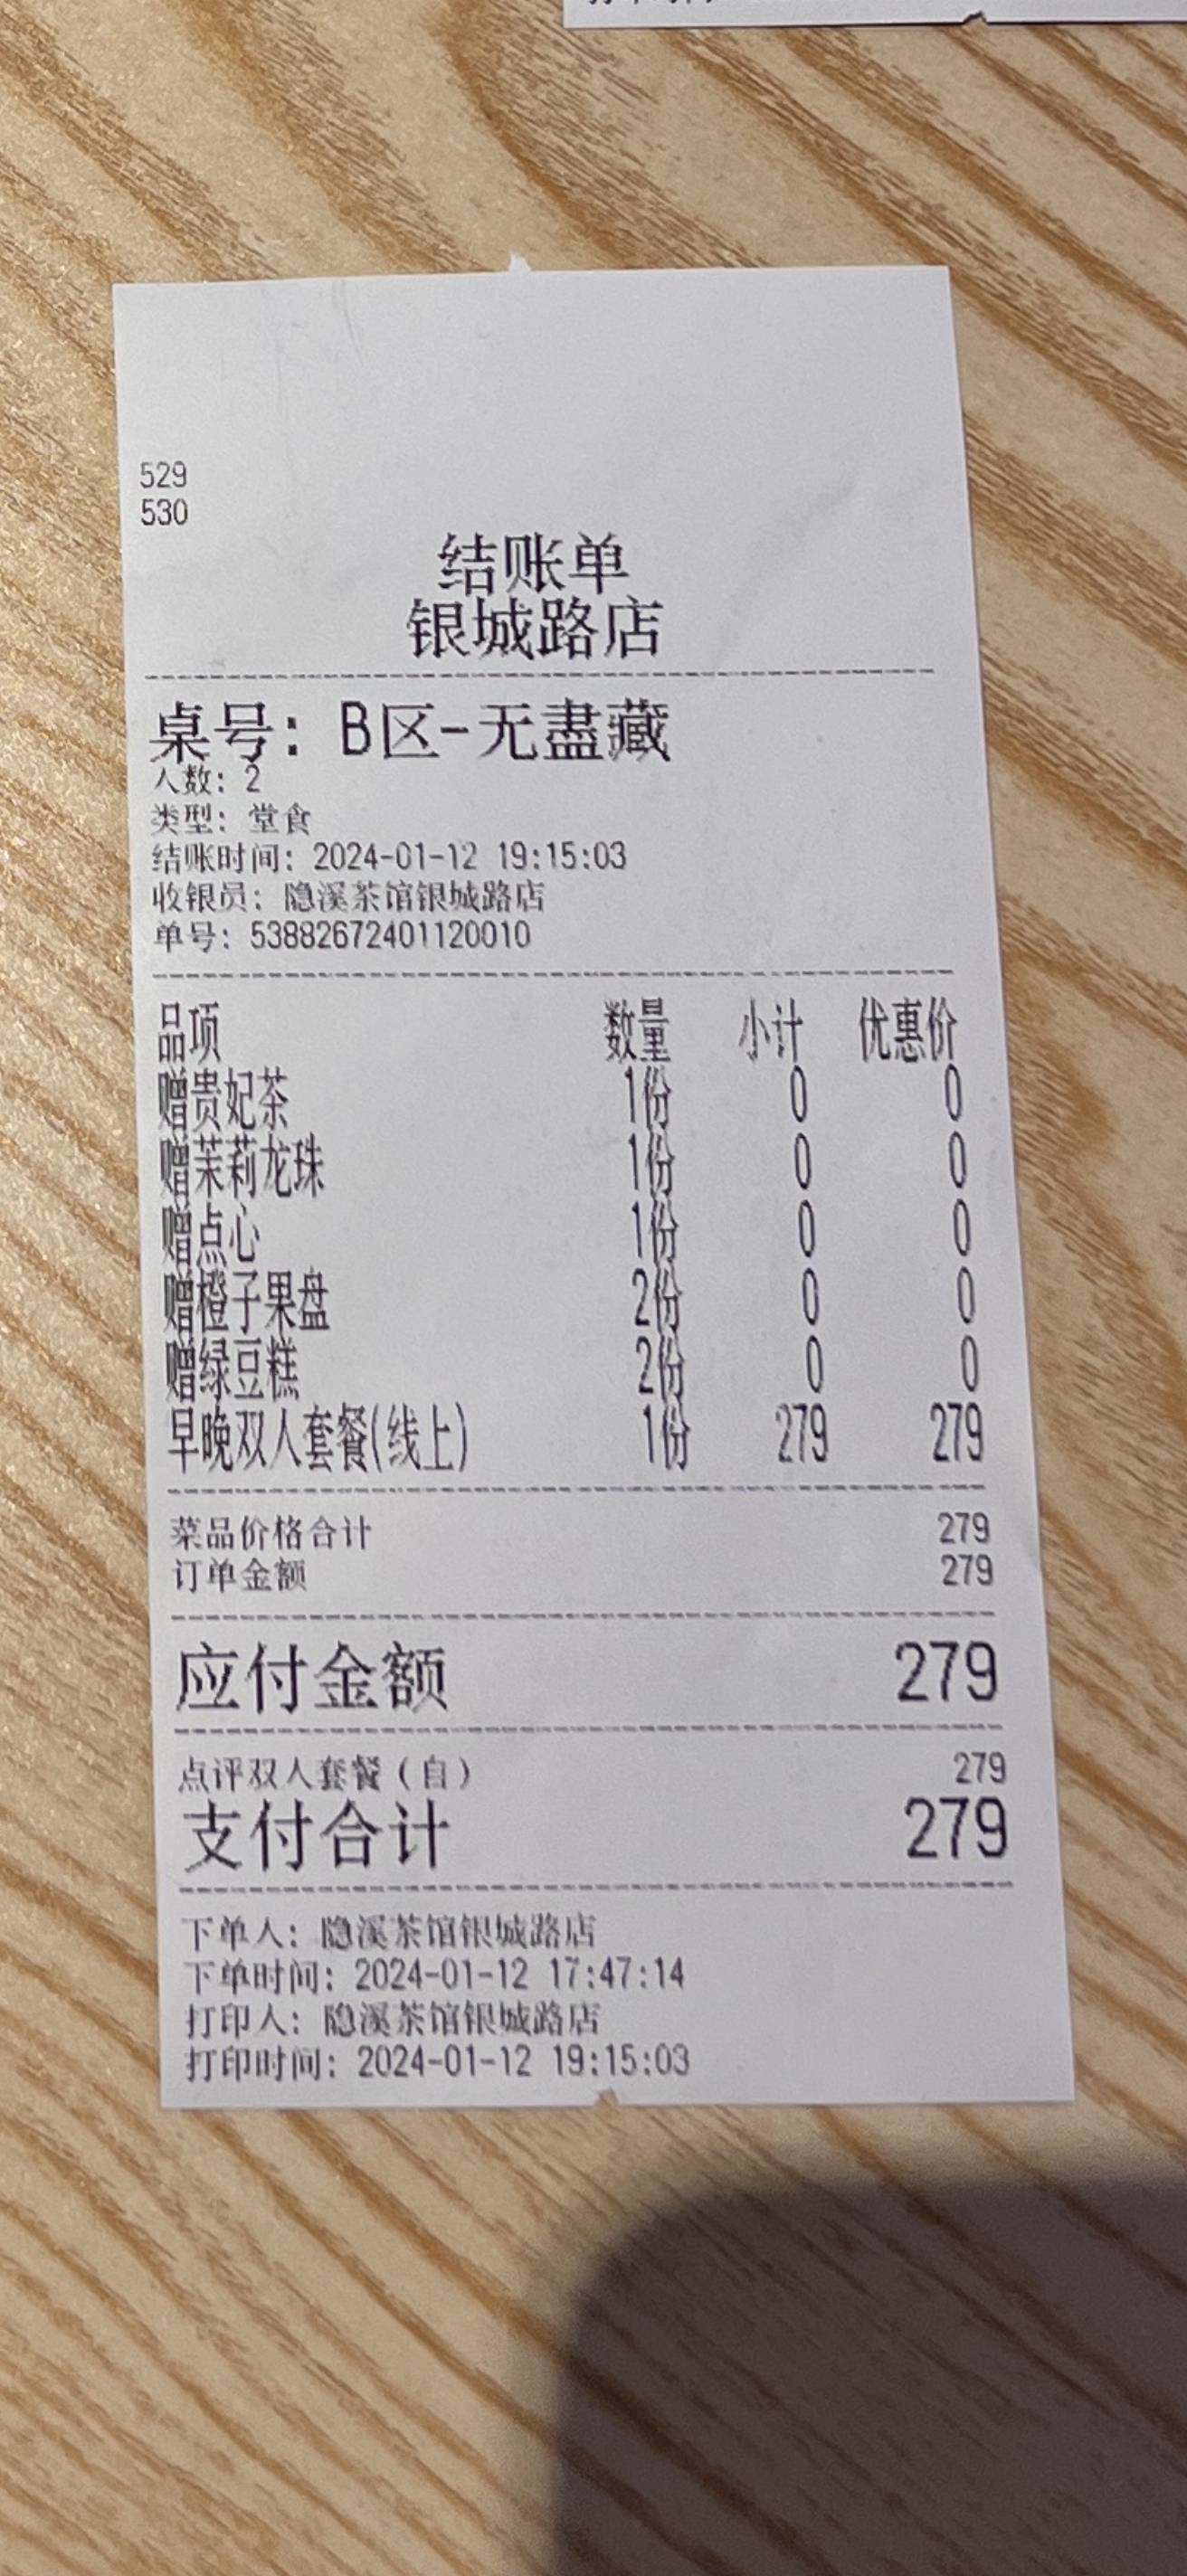 529
530
结账单
银城路店
桌号: B区-无盡藏
人数: 2
类型: 堂食
结账时间: 2024-01-12 19:15:03
收银员: 隐溪茶馆银城路店
单号: 53882672401120010
品项 数量 小计 优惠价
赠贵妃茶 1份 0 0
赠茉莉龙珠 1份 0 0
赠点心 1份 0 0
赠橙子果盘 2份 0 0
赠绿豆糕 2份 0 0
早晚双人套餐(线上) 1份 279 279
菜品价格合计 279
订单金额 279
应付金额 279
点评双人套餐(自) 279
支付合计 279
下单人: 隐溪茶馆银城路店
下单时间: 2024-01-12 17:47:14
打印人: 隐溪茶馆银城路店
打印时间: 2024-01-12 19:15:03